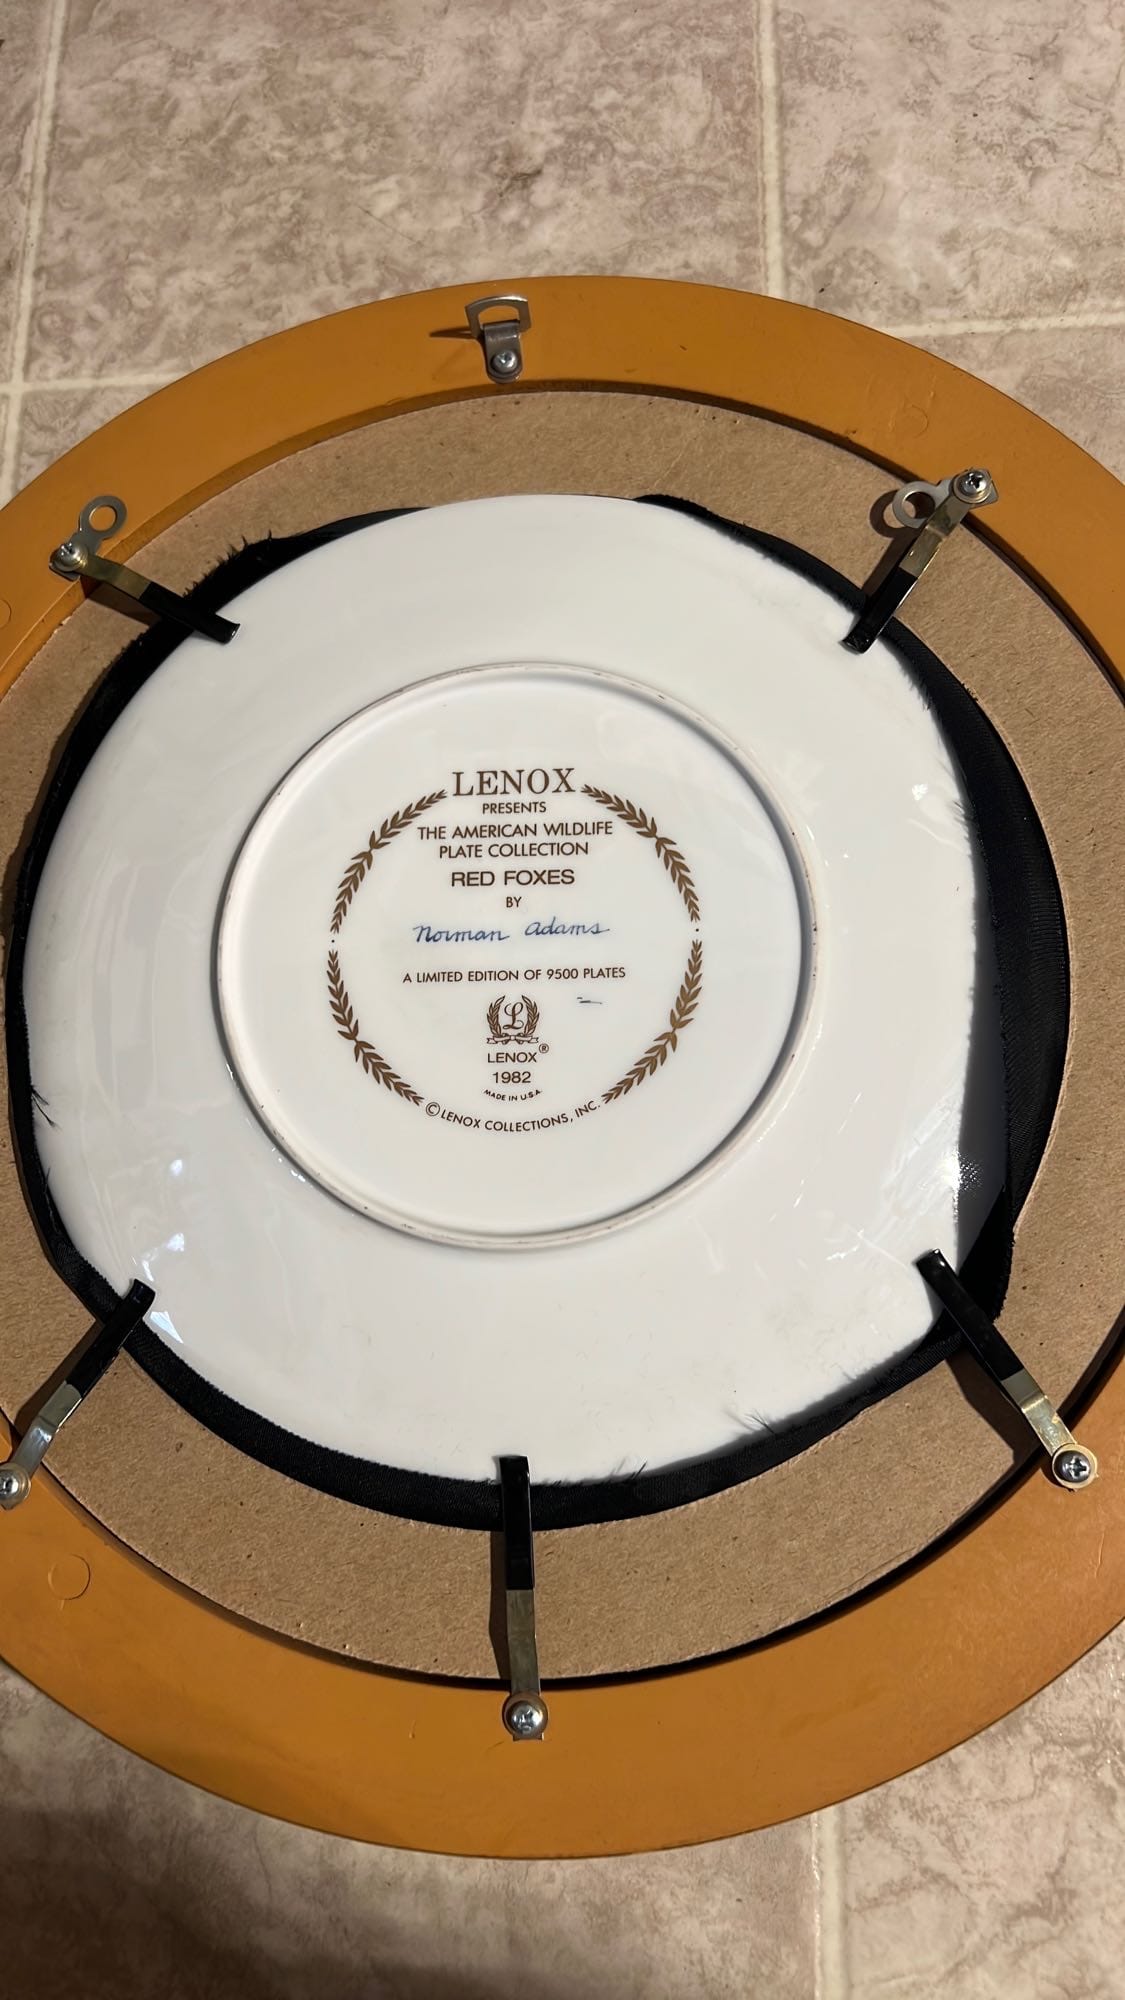 LENOX
PRESENTS
THE AMERICAN WILDLIFE
PLATE COLLECTION
RED FOXES
BY
Norman Adams
A LIMITED EDITION OF 9500 PLATES
L
LENOX®
1982
MADE IN U.S.A.
© LENOX COLLECTIONS, INC.